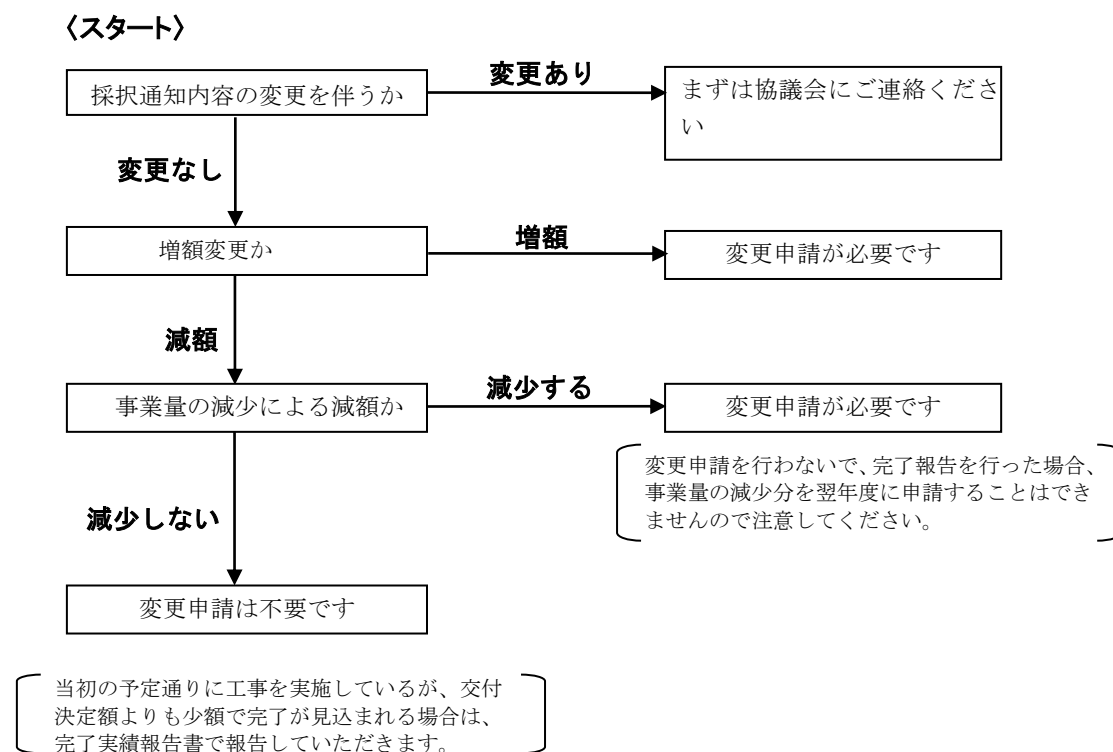 〈スタート〉
変更あり
採択通知内容の変更を伴うか
まずは協議会にご連絡くださ
い
変更なし
増額変更か
増額
変更申請が必要です
減額
事業量の減少による減額か
減少する
変更申請が必要です
変更申請を行わないで、完了報告を行った場合、
事業量の減少分を翌年度に申請することはでき
ませんので注意してください。
減少しない
変更申請は不要です
当初の予定通りに工事を実施しているが、交付
決定額よりも少額で完了が見込まれる場合は、
完了実績報告書で報告していただきます。